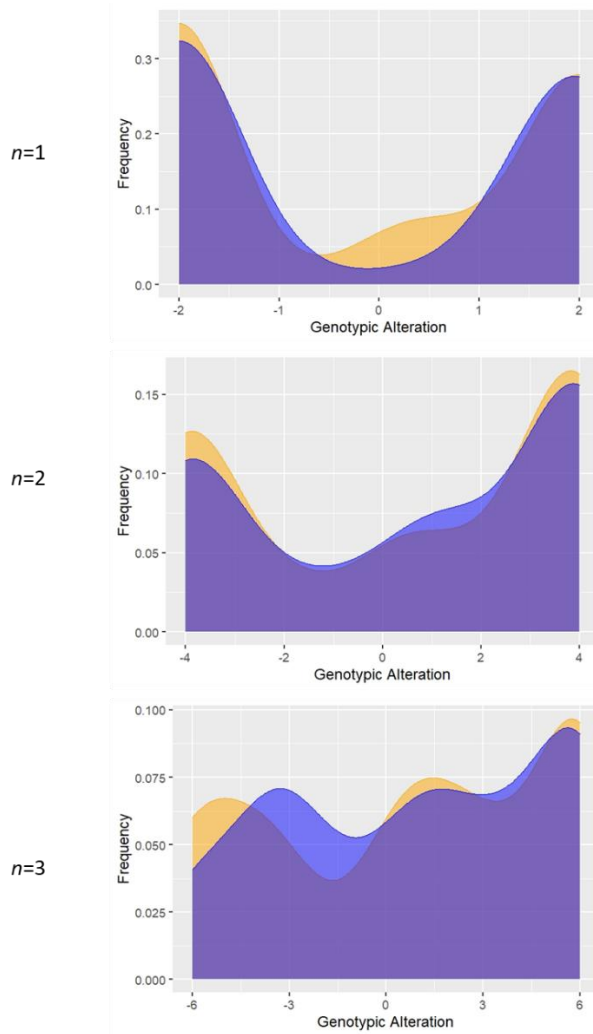 n=1
Frequency
0.3
0.2
0.1
0.0
-2 -1 0 1 2
Genotypic Alteration
n=2
Frequency
0.15
0.10
0.05
0.00
-4 -2 0 2 4
Genotypic Alteration
n=3
Frequency
0.100
0.075
0.050
0.025
0.000
-6 -3 0 3 6
Genotypic Alteration